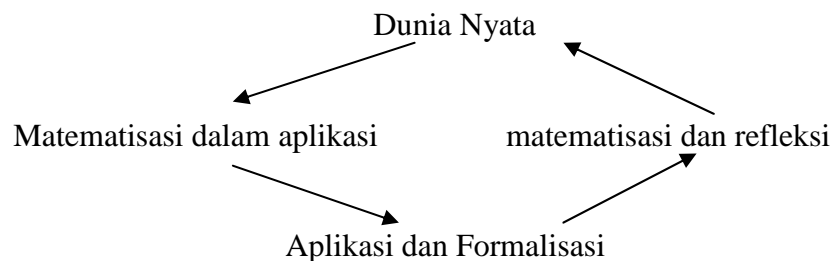 Dunia Nyata
Matematisasi dalam aplikasi matematisasi dan refleksi
Aplikasi dan Formalisasi